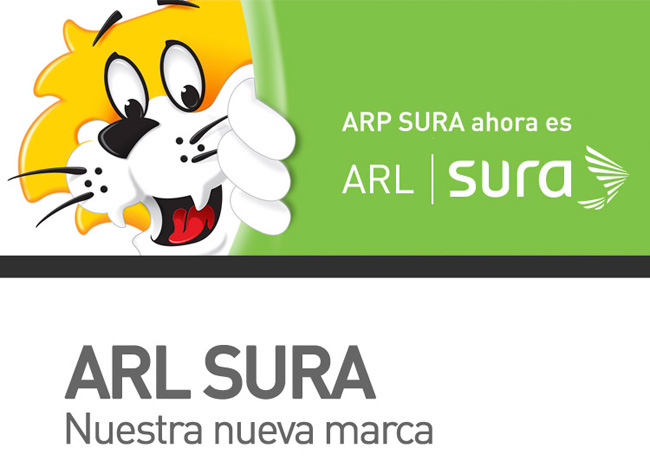 ARP SURA ahora es
ARL | sura
ARL SURA
Nuestra nueva marca